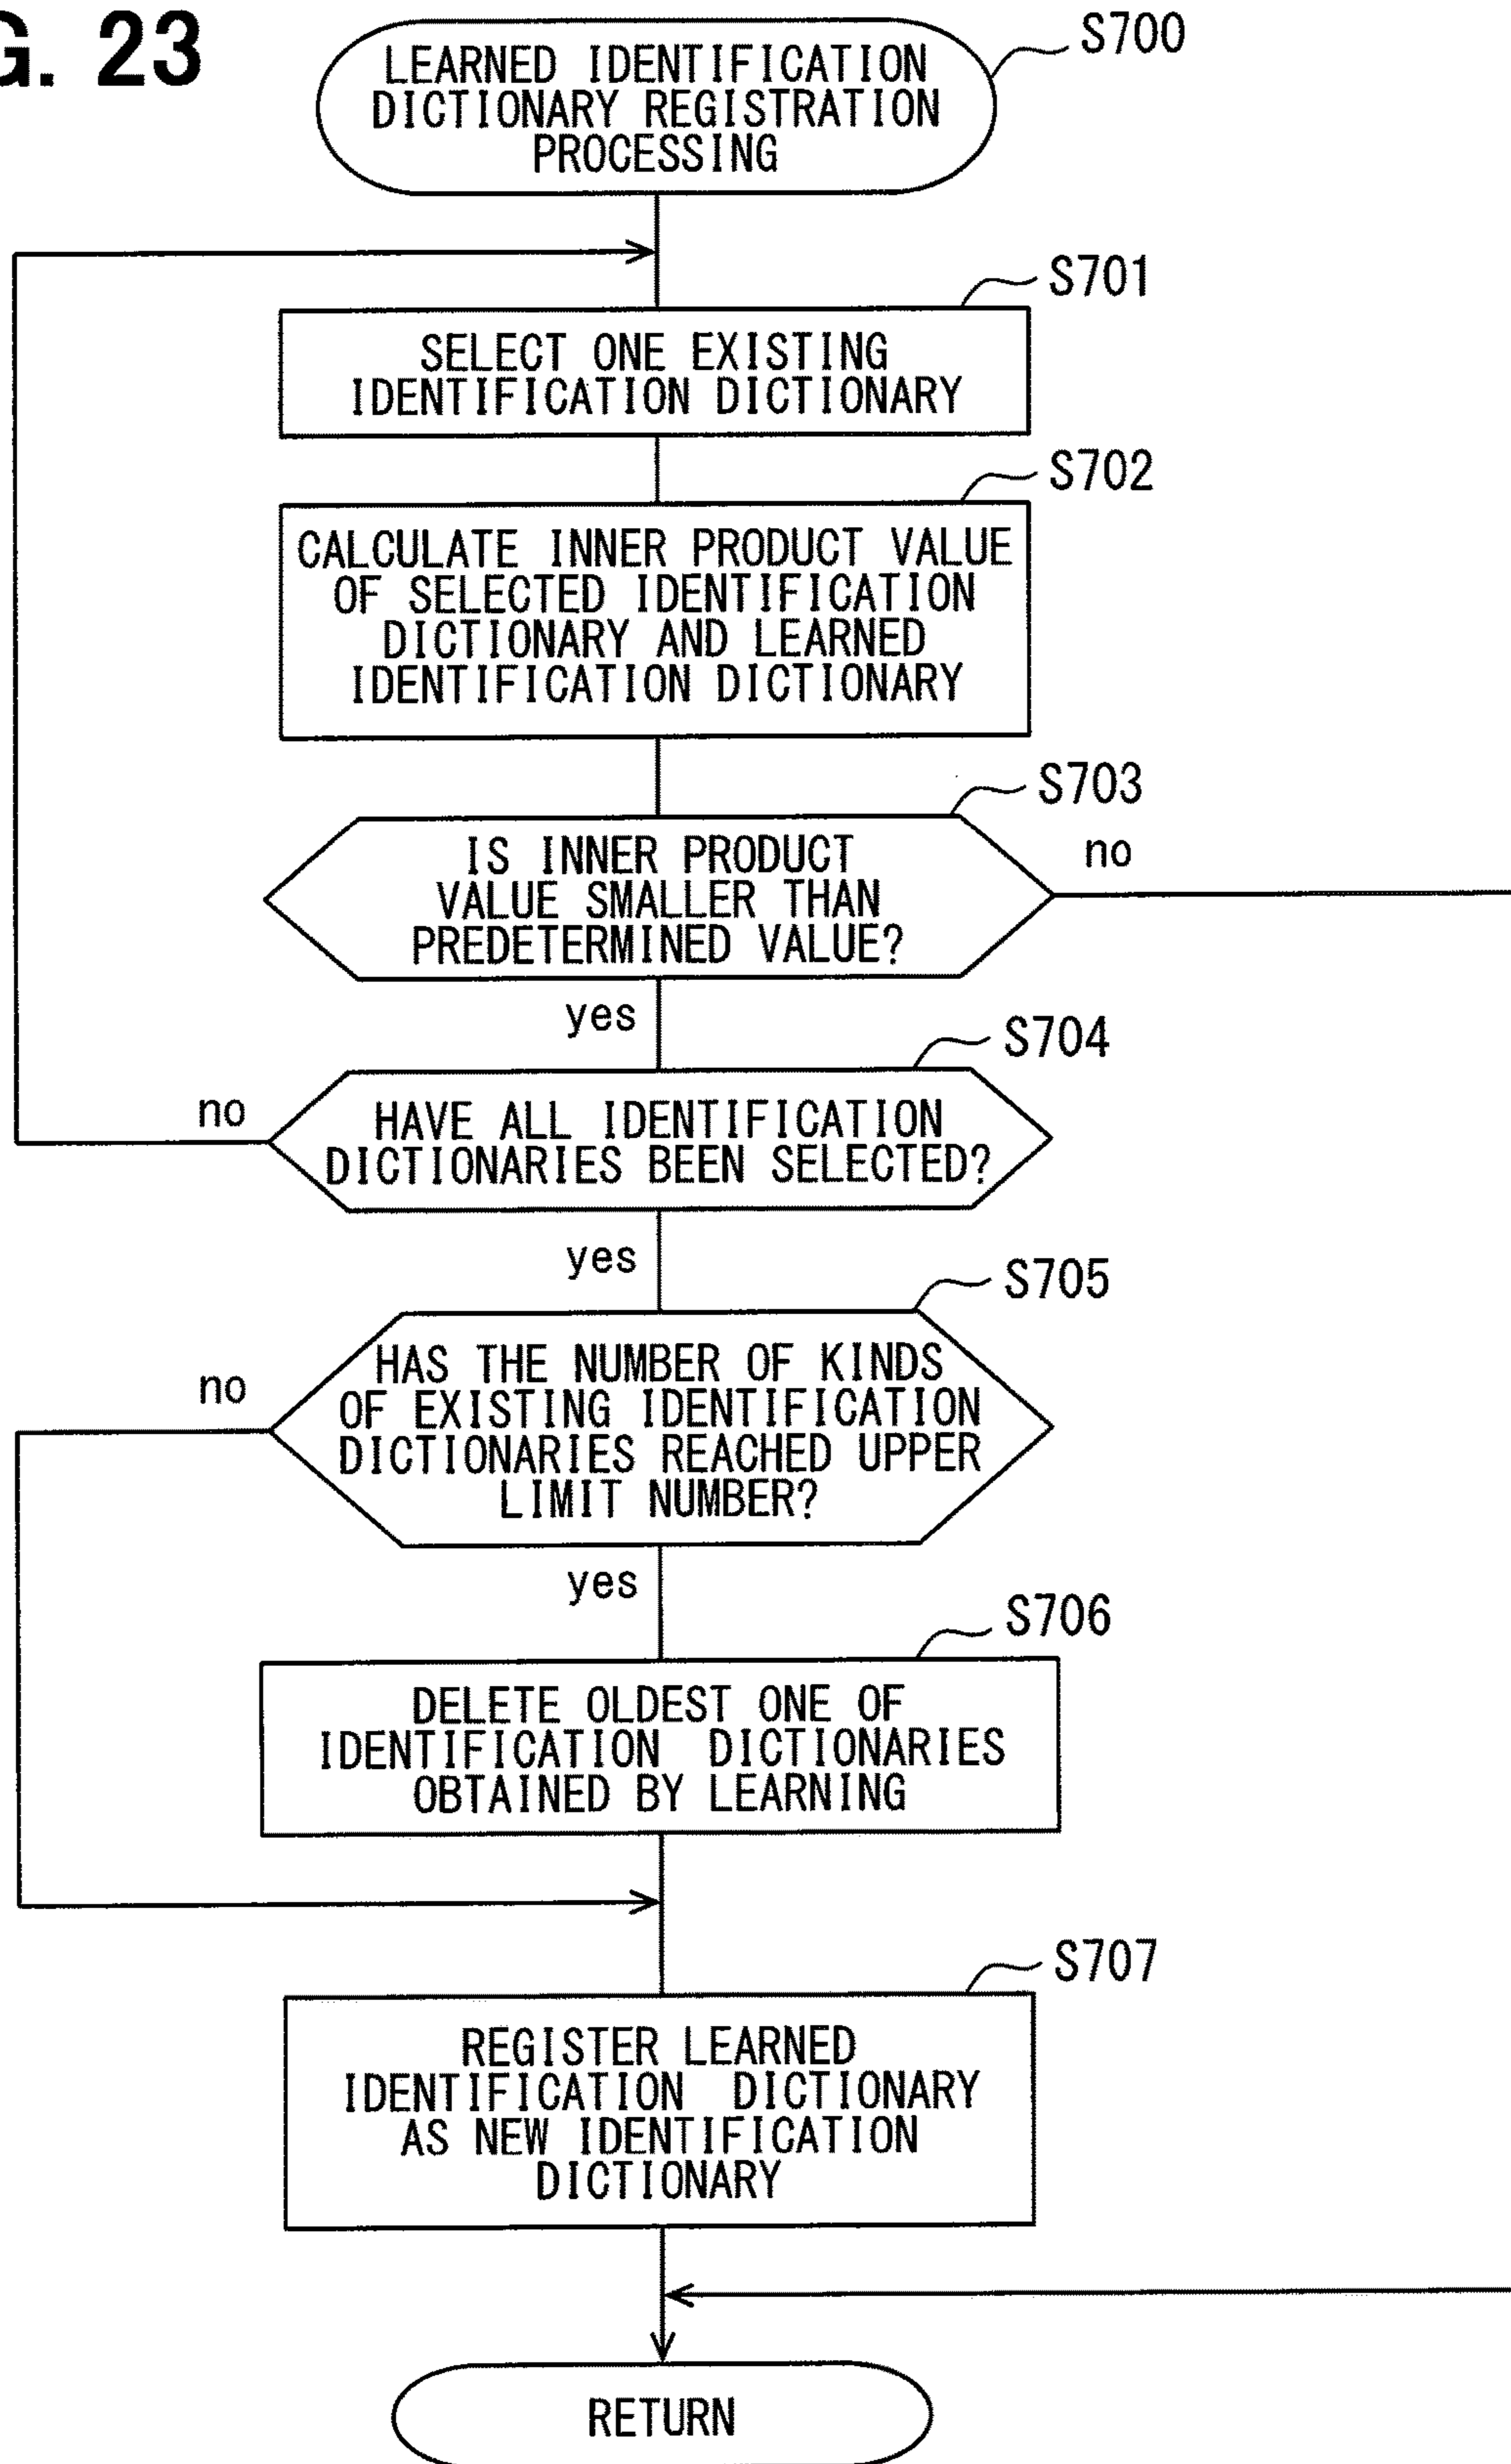 G. 23
LEARNED IDENTIFICATION
DICTIONARY REGISTRATION
PROCESSING
S700
S701
SELECT ONE EXISTING
IDENTIFICATION DICTIONARY
S702
CALCULATE INNER PRODUCT VALUE
OF SELECTED IDENTIFICATION
DICTIONARY AND LEARNED
IDENTIFICATION DICTIONARY
S703
IS INNER PRODUCT
VALUE SMALLER THAN
PREDETERMINED VALUE?
no
yes
S704
no
HAVE ALL IDENTIFICATION
DICTIONARIES BEEN SELECTED?
yes
S705
no
HAS THE NUMBER OF KINDS
OF EXISTING IDENTIFICATION
DICTIONARIES REACHED UPPER
LIMIT NUMBER?
yes
S706
DELETE OLDEST ONE OF
IDENTIFICATION DICTIONARIES
OBTAINED BY LEARNING
S707
REGISTER LEARNED
IDENTIFICATION DICTIONARY
AS NEW IDENTIFICATION
DICTIONARY
RETURN